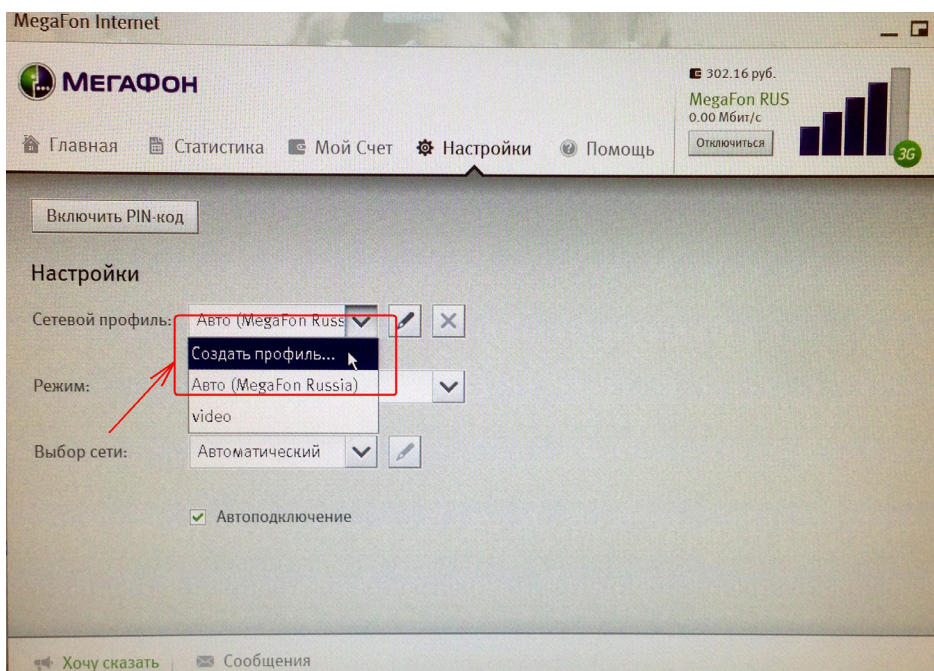 MegaFon Internet
МЕГАФОН
302.16 руб.
MegaFon RUS
0.00 Мбит/с
Отключиться
3G
Главная
Статистика
Мой Счет
Настройки
Помощь
Включить PIN-код
Настройки
Сетевой профиль:
Авто (MegaFon Russ
Создать профиль...
Режим:
Авто (MegaFon Russia)
video
Выбор сети:
Автоматический
Автоподключение
Хочу сказать
Сообщения